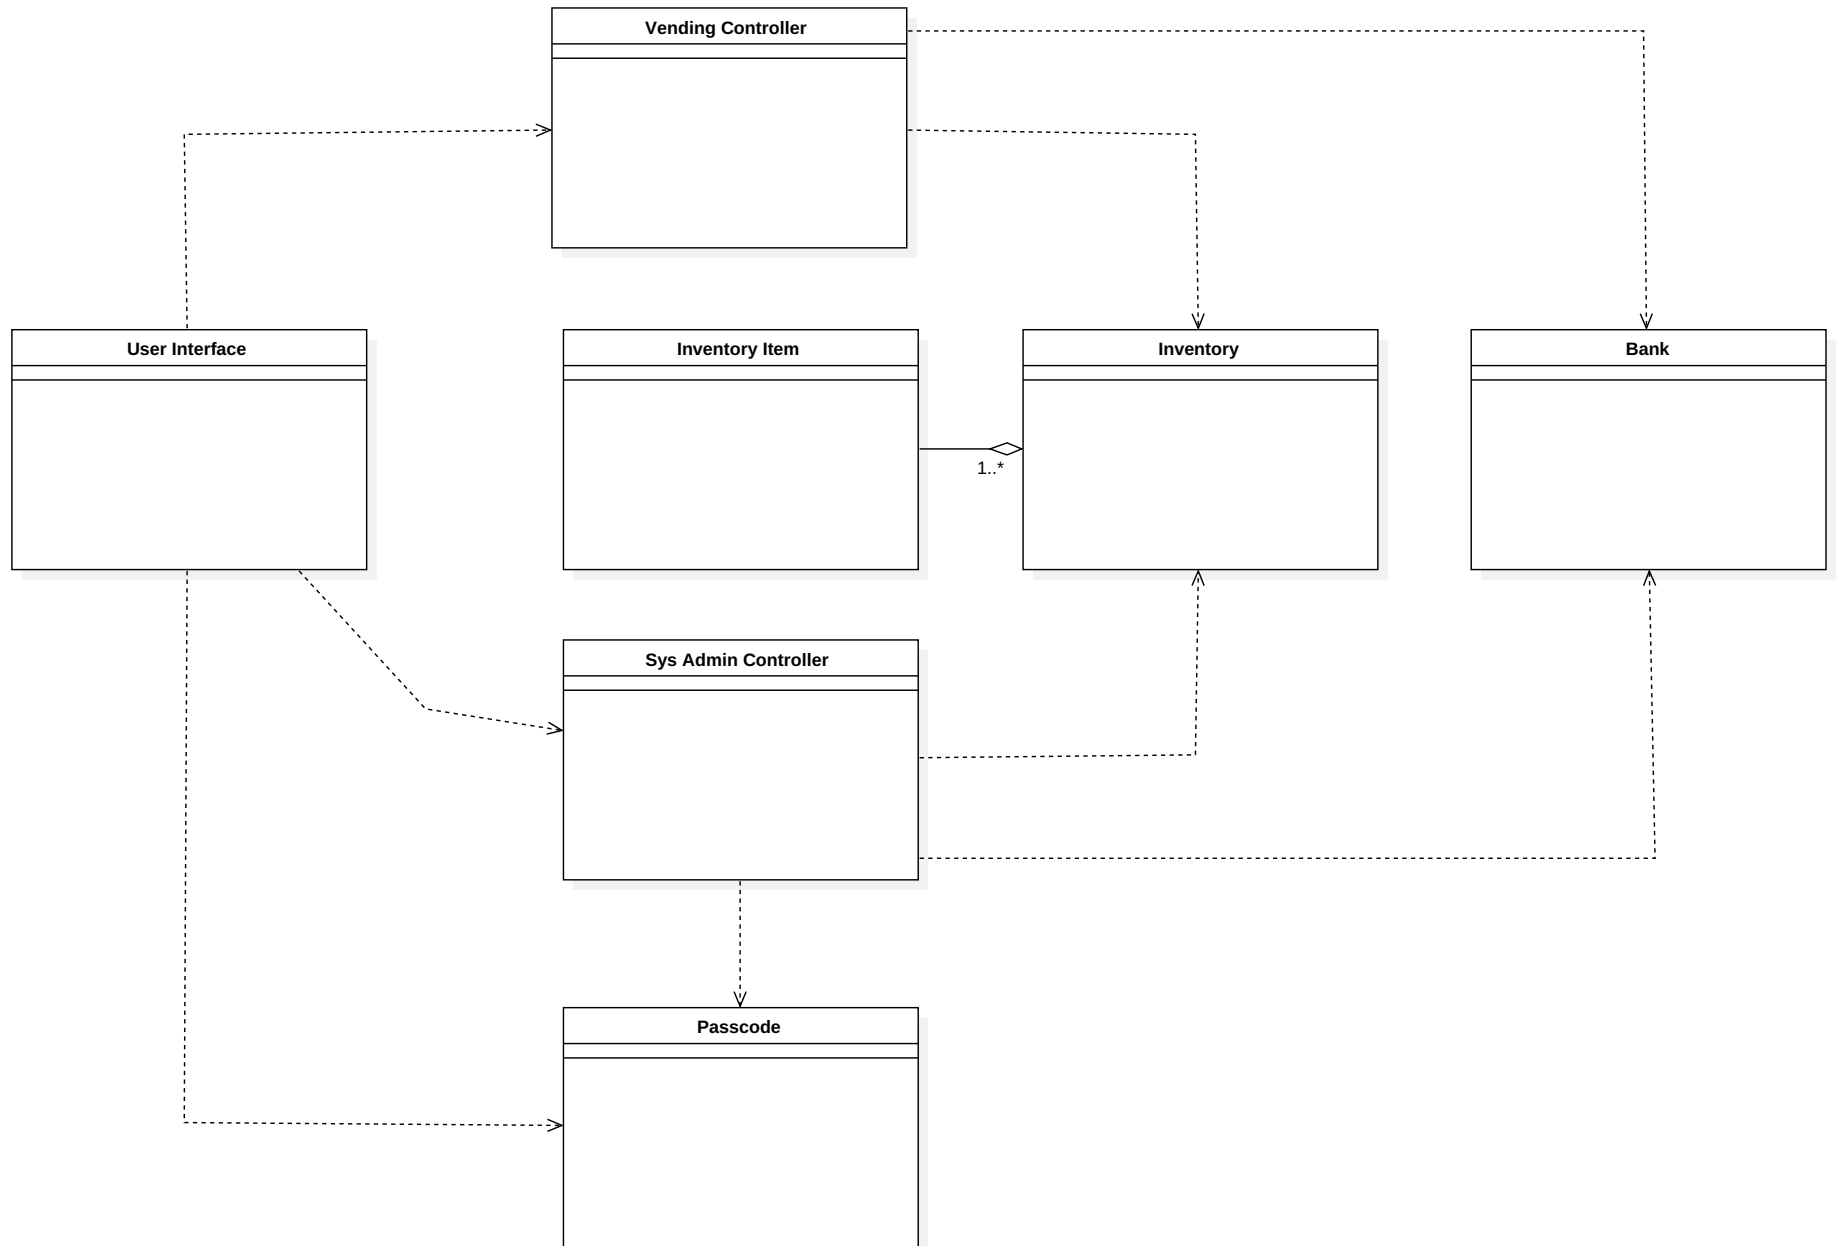 Vending Controller
User Interface
Inventory Item
Inventory
Bank
1..*
Sys Admin Controller
Passcode